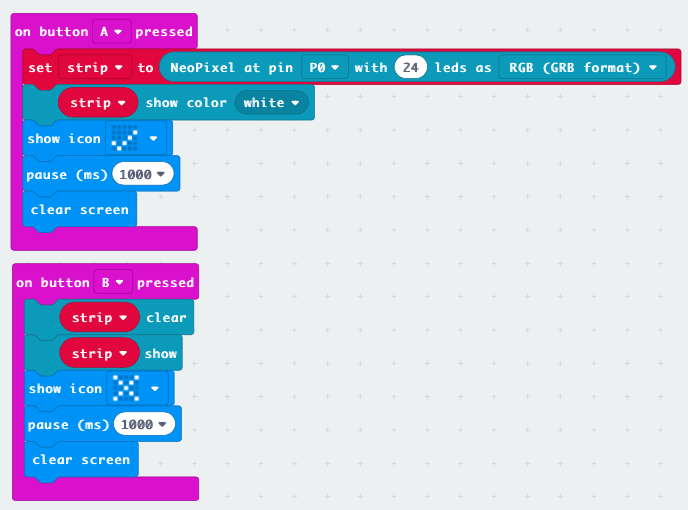 on button A pressed
set strip to NeoPixel at pin P0 with 24 leds as RGB (GRB format)
strip show color white
show icon
pause (ms) 1000
clear screen
on button B pressed
strip clear
strip show
show icon
pause (ms) 1000
clear screen